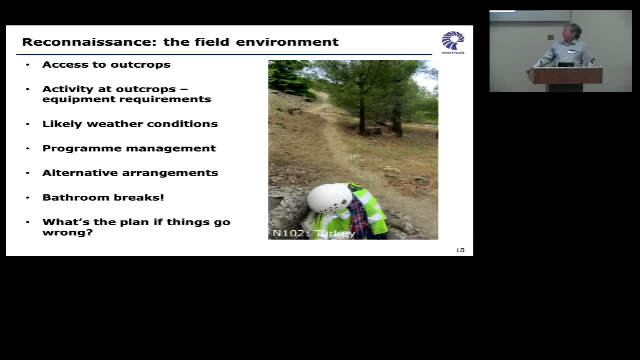 Reconnaissance: the field environment
• Access to outcrops
• Activity at outcrops –
equipment requirements
• Likely weather conditions
• Programme management
• Alternative arrangements
• Bathroom breaks!
• What's the plan if things go
wrong?
N102: Turkey